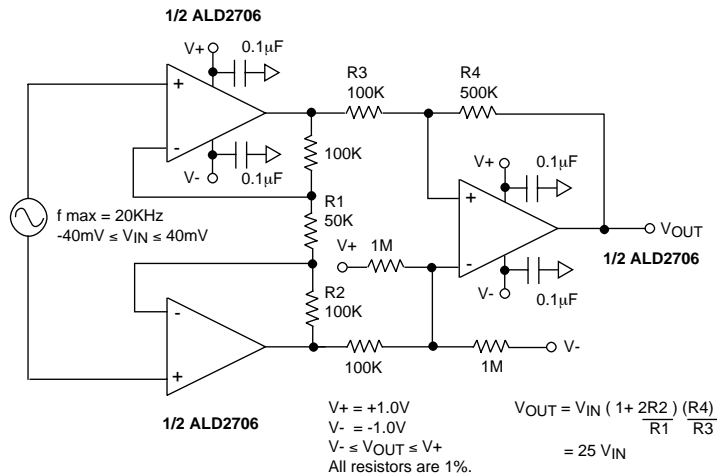 1/2 ALD2706
V+
0.1µF
+
-
V-
0.1µF
R3
100K
R4
500K
100K
R1
50K
f max = 20KHz
-40mV ≤ VIN ≤ 40mV
V+
1M
V+
0.1µF
+
-
VOUT
1/2 ALD2706
V-
0.1µF
R2
100K
-
+
100K
1M
V-
1/2 ALD2706
V+ = +1.0V
V- = -1.0V
V- ≤ VOUT ≤ V+
All resistors are 1%.
VOUT = VIN ( 1+ 2R2 ) (R4)
R1 R3
= 25 VIN